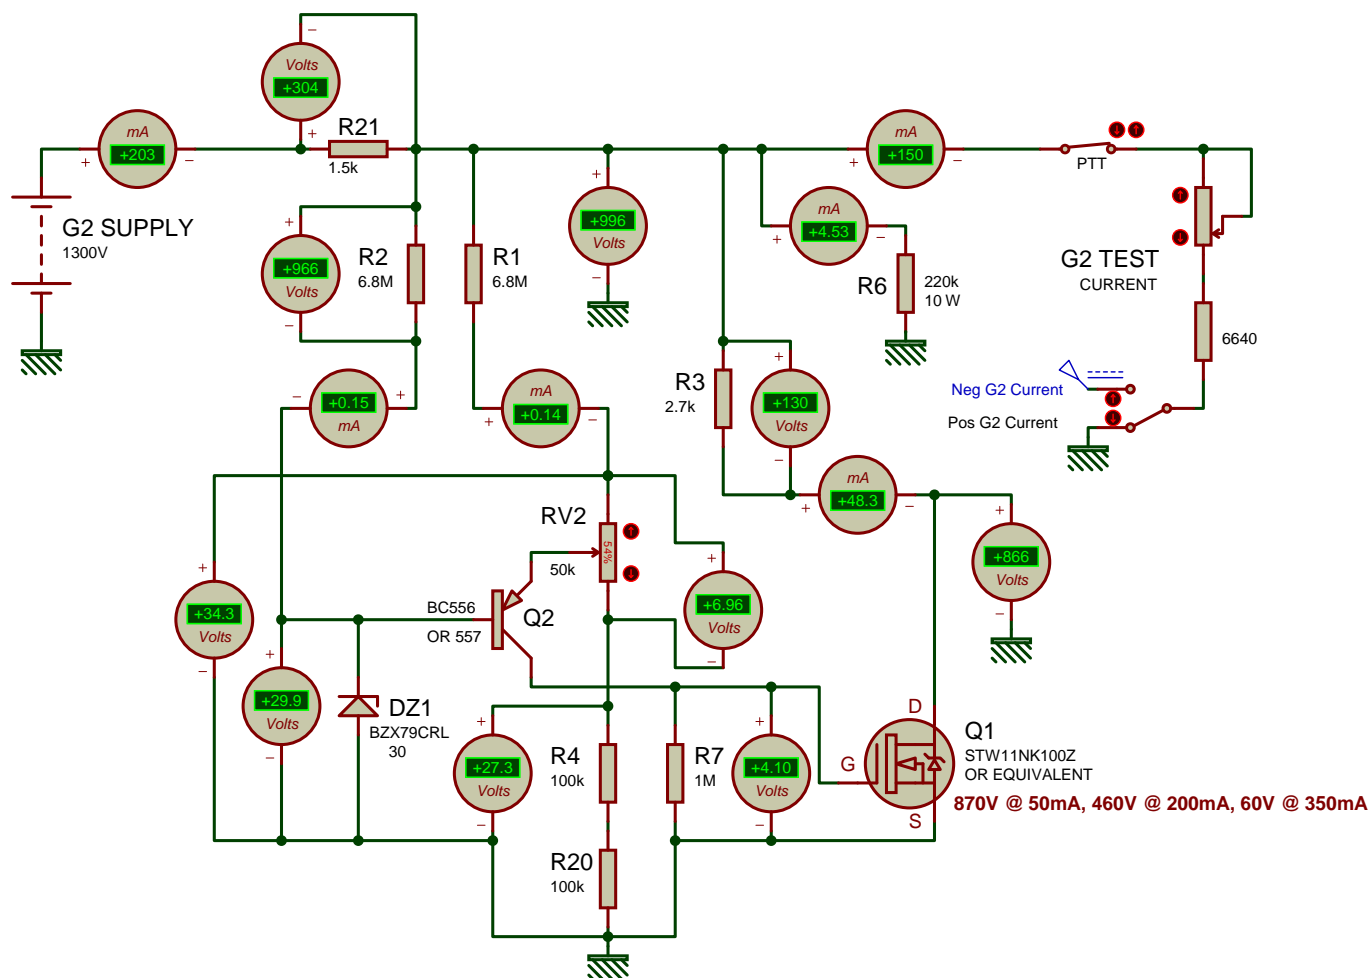 Volts
+304
mA
+203
R21
1.5k
mA
+150
PTT
G2 SUPPLY
1300V
+966
Volts
R2
6.8M
R1
6.8M
+996
Volts
mA
+4.53
R6
220k
10 W
G2 TEST
CURRENT
6640
+0.15
mA
mA
+0.14
R3
2.7k
+130
Volts
Neg G2 Current
Pos G2 Current
mA
+48.3
RV2
54%
50k
+866
Volts
+34.3
Volts
BC556
OR 557
Q2
+6.96
Volts
+29.9
Volts
DZ1
BZX79CRL
30
+27.3
Volts
R4
100k
R7
1M
+4.10
Volts
D
G
S
Q1
STW11NK100Z
OR EQUIVALENT
870V @ 50mA, 460V @ 200mA, 60V @ 350mA
R20
100k